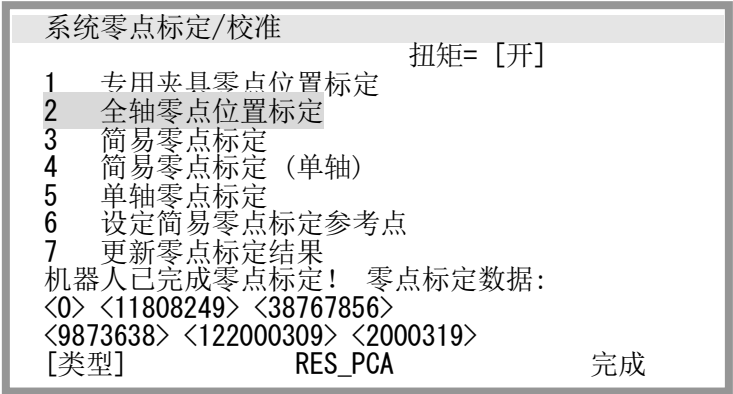 系统零点标定/校准
扭矩= [开]
1 专用夹具零点位置标定
2 全轴零点位置标定
3 简易零点标定
4 简易零点标定 (单轴)
5 单轴零点标定
6 设定简易零点标定参考点
7 更新零点标定结果
机器人已完成零点标定! 零点标定数据:
<0> <11808249> <38767856>
<9873638> <122000309> <2000319>
[类型] RES_PCA 完成